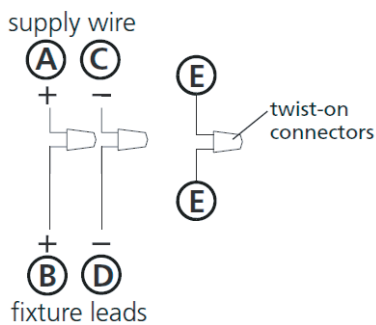 supply wire
A C
+ −
E
twist-on
connectors
E
+ −
B D
fixture leads